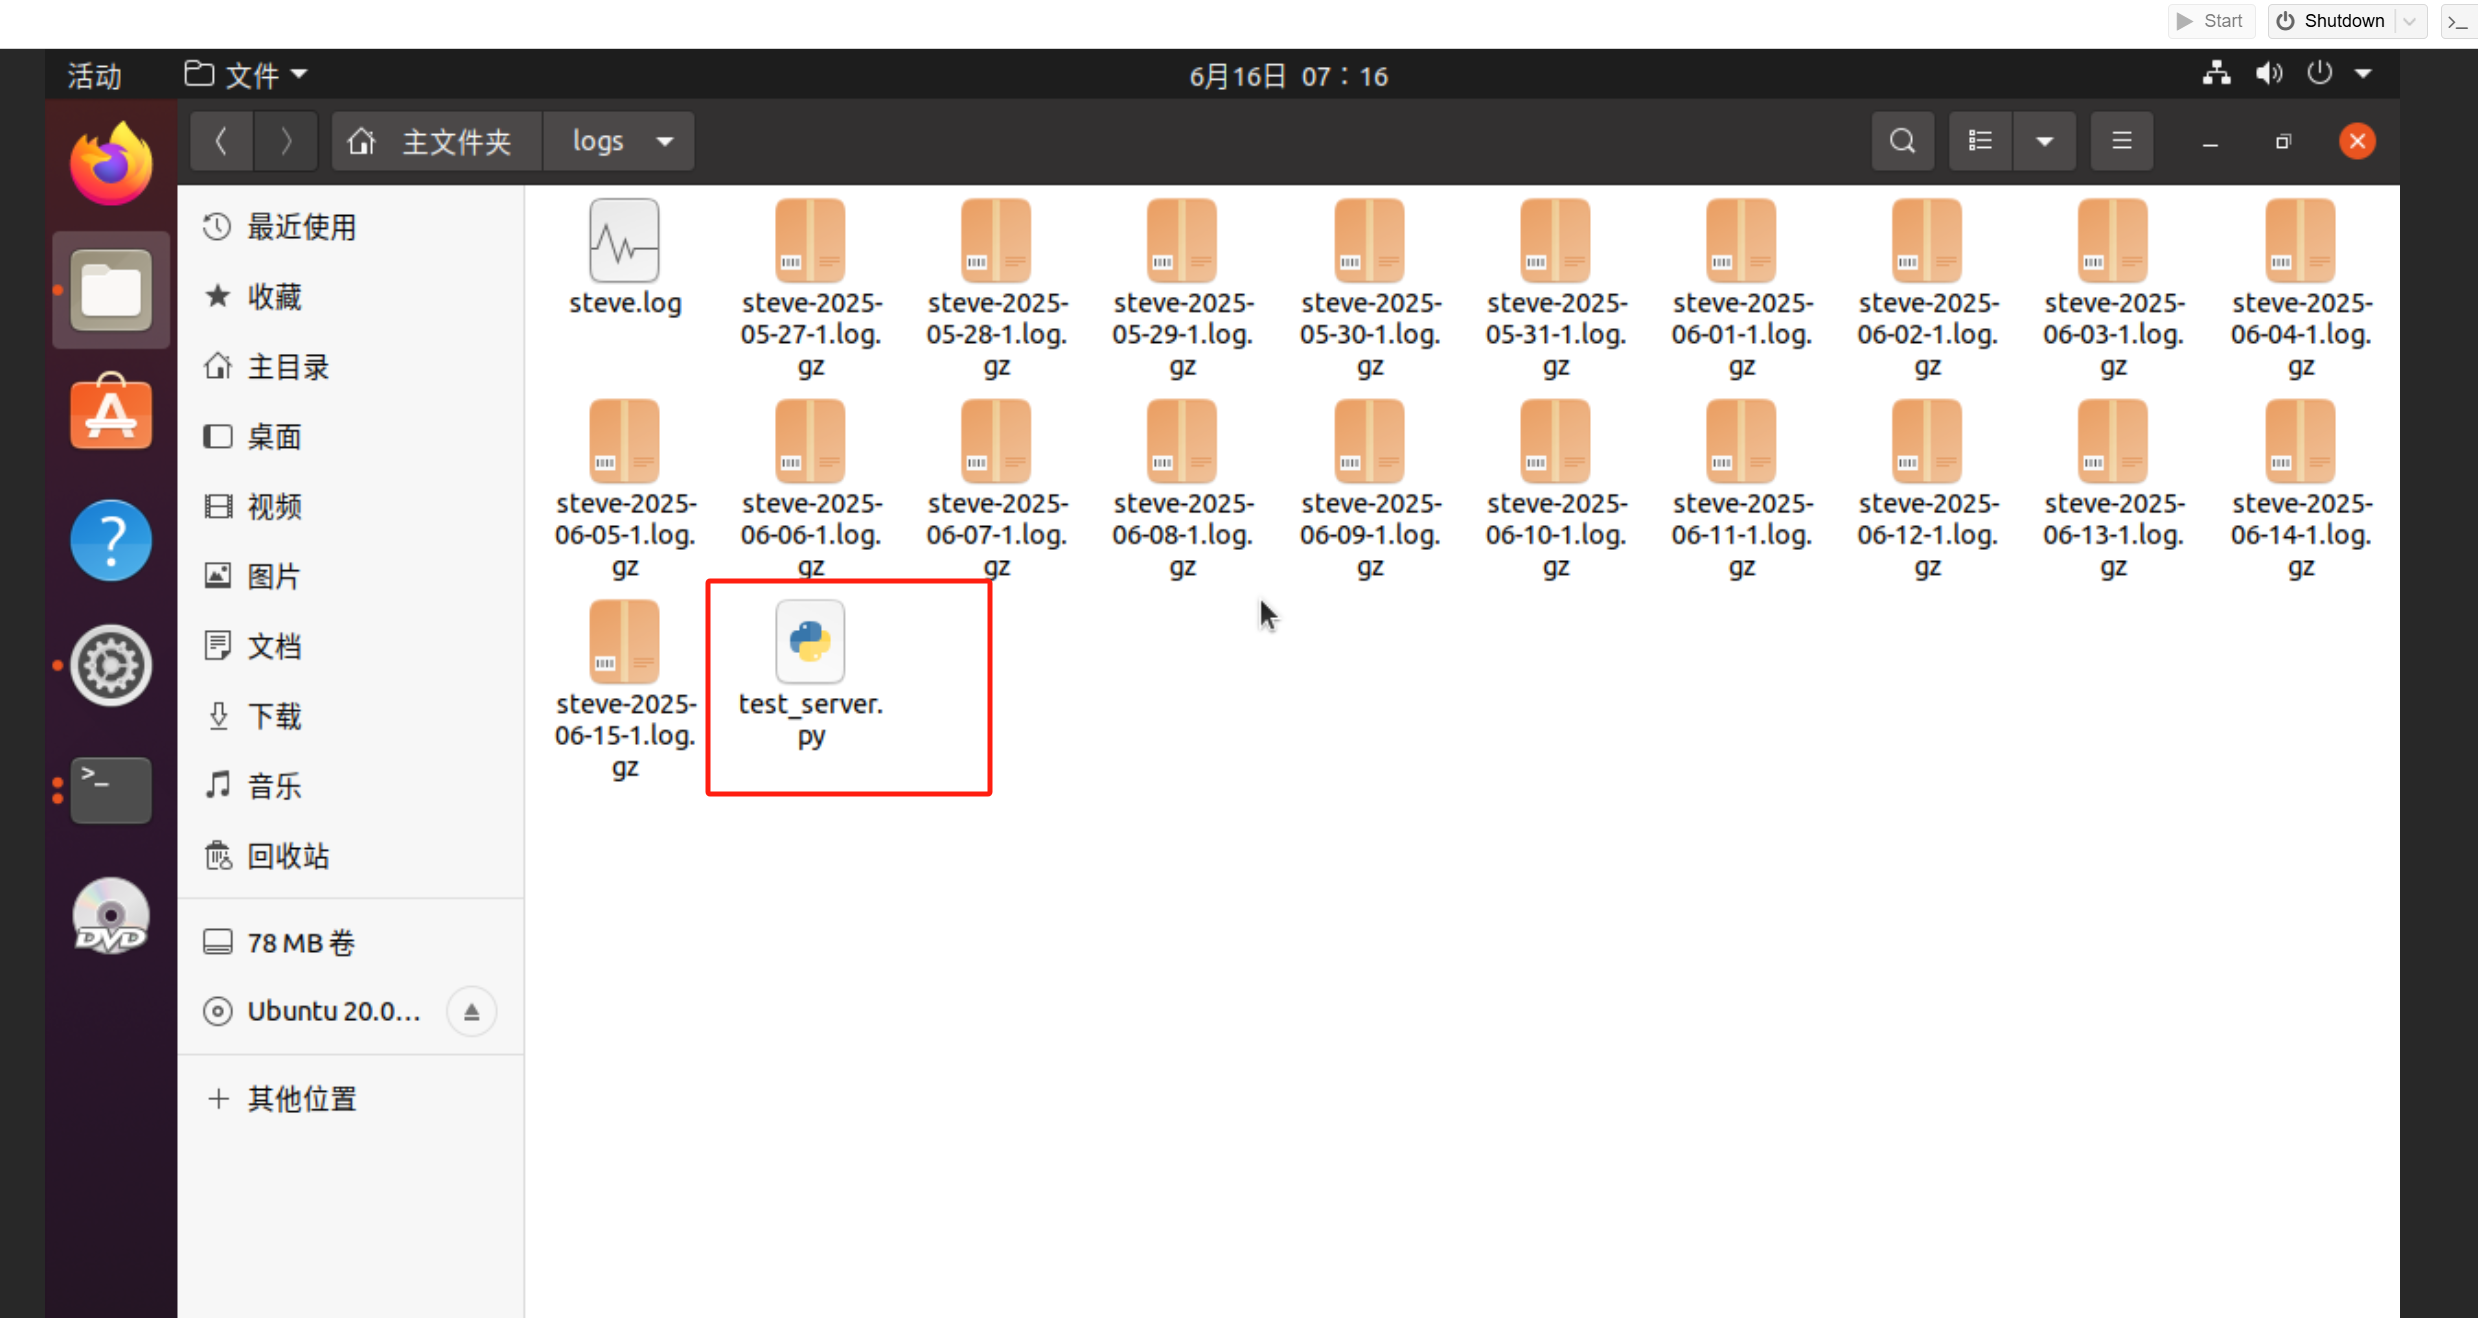 Start
Shutdown
活动
文件
6月16日 07：16
主文件夹
logs
最近使用
收藏
主目录
桌面
视频
图片
文档
下载
音乐
回收站
78 MB 卷
Ubuntu 20.0...
其他位置
DVD
steve.log
steve-2025-
05-27-1.log.
gz
steve-2025-
05-28-1.log.
gz
steve-2025-
05-29-1.log.
gz
steve-2025-
05-30-1.log.
gz
steve-2025-
05-31-1.log.
gz
steve-2025-
06-01-1.log.
gz
steve-2025-
06-02-1.log.
gz
steve-2025-
06-03-1.log.
gz
steve-2025-
06-04-1.log.
gz
steve-2025-
06-05-1.log.
gz
steve-2025-
06-06-1.log.
gz
steve-2025-
06-07-1.log.
gz
steve-2025-
06-08-1.log.
gz
steve-2025-
06-09-1.log.
gz
steve-2025-
06-10-1.log.
gz
steve-2025-
06-11-1.log.
gz
steve-2025-
06-12-1.log.
gz
steve-2025-
06-13-1.log.
gz
steve-2025-
06-14-1.log.
gz
steve-2025-
06-15-1.log.
gz
test_server.
py